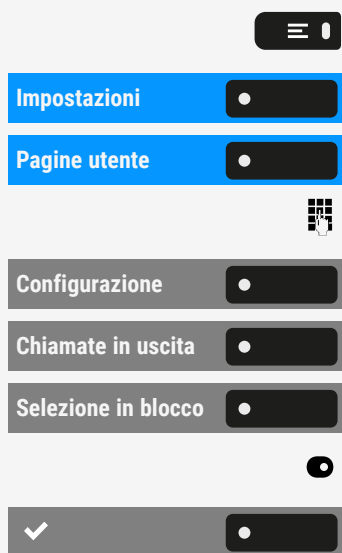 Impostazioni
Pagine utente
Configurazione
Chiamate in uscita
Selezione in blocco